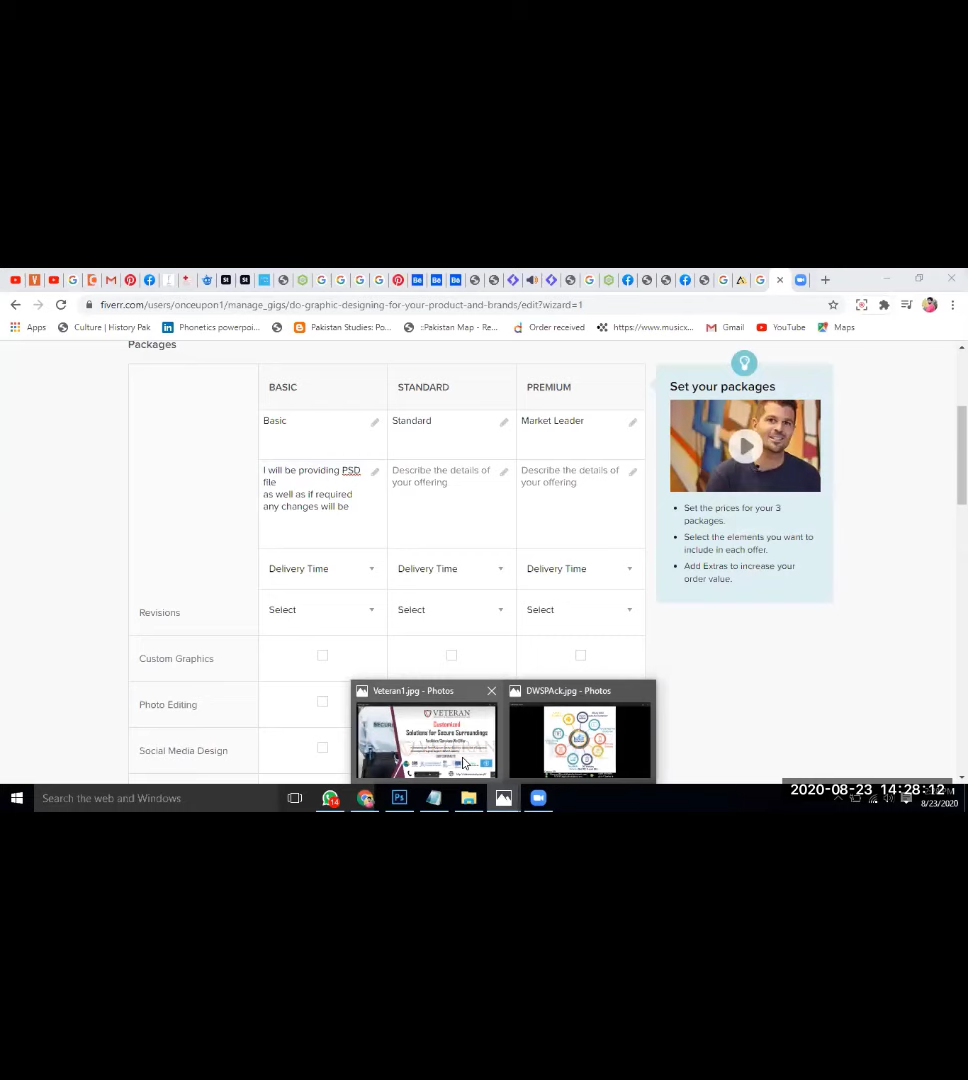 fiverr.com/users/onceupon1/manage_gigs/do-graphic-designing-for-your-product-and-brands/edit?wizard=1
Apps Culture | History Pak Phonetics powerpoi... Pakistan Studies: Po... ::Pakistan Map - Re... Order received https://www.musicx... Gmail YouTube Maps
Packages
BASIC STANDARD PREMIUM
Basic Standard Market Leader
I will be providing PSD
file
as well as if required
any changes will be
Describe the details of
your offering
Describe the details of
your offering
Delivery Time Delivery Time Delivery Time
Revisions Select Select Select
Custom Graphics
Photo Editing
Social Media Design
Set your packages
Set the prices for your 3
packages.
Select the elements you want to
include in each offer.
Add Extras to increase your
order value.
Veteran1.jpg - Photos DWSPAck.jpg - Photos
VETERAN
Customized
Solutions for Secure Surroundings
Search the web and Windows
14
Ps
2020-08-23 14:28:12
8/23/2020